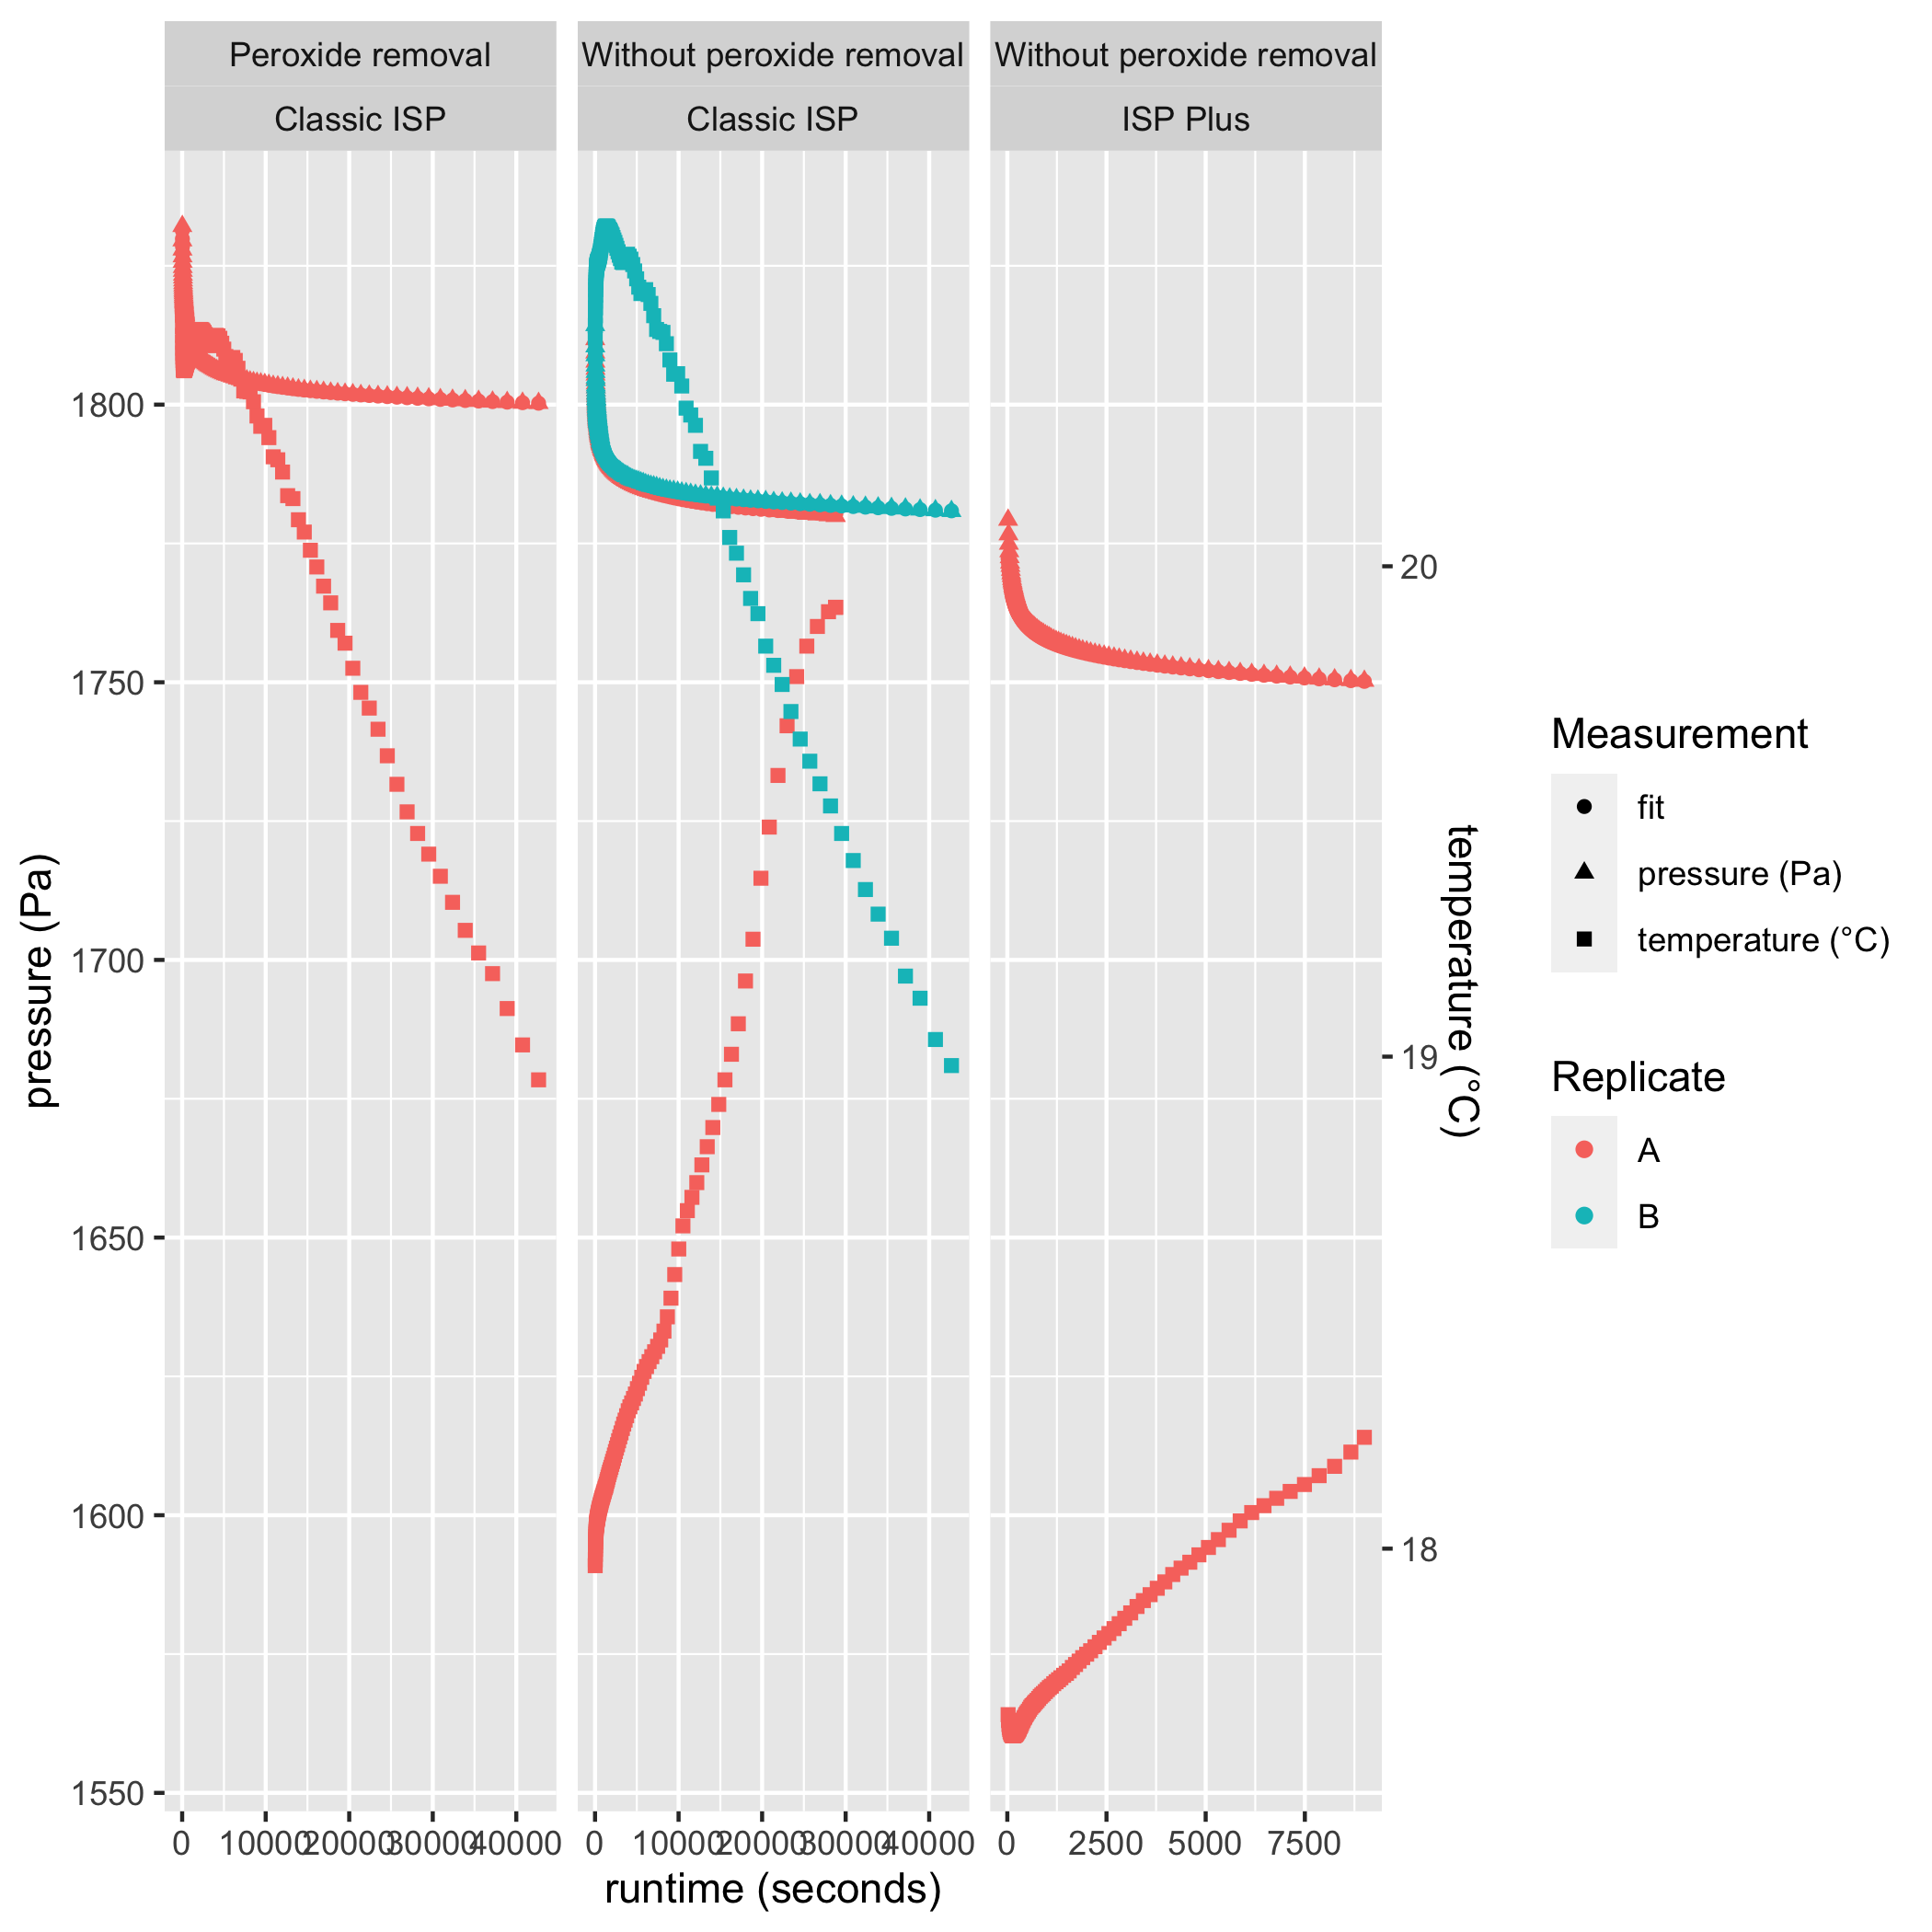 Peroxide removal
Classic ISP
Without peroxide removal
Classic ISP
Without peroxide removal
ISP Plus
pressure (Pa)
1800
1750
1700
1650
1600
1550
20
19
18
temperature (°C)
0 10000 20000 30000 40000
0 10000 20000 30000 40000
0 2500 5000 7500
runtime (seconds)
Measurement
fit
pressure (Pa)
temperature (°C)
Replicate
A
B